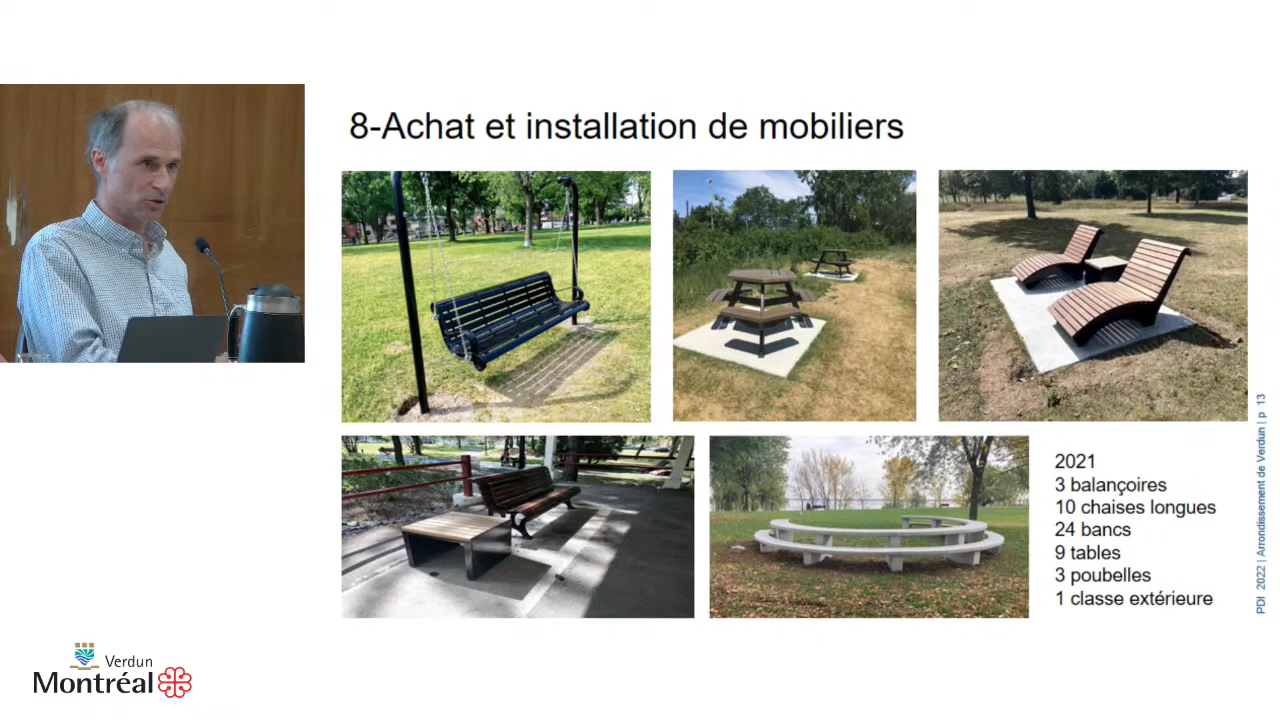 8-Achat et installation de mobiliers
2021
3 balançoires
10 chaises longues
24 bancs
9 tables
3 poubelles
1 classe extérieure
PDI 2022 | Arrondissement de Verdun | p 13
Verdun
Montréal